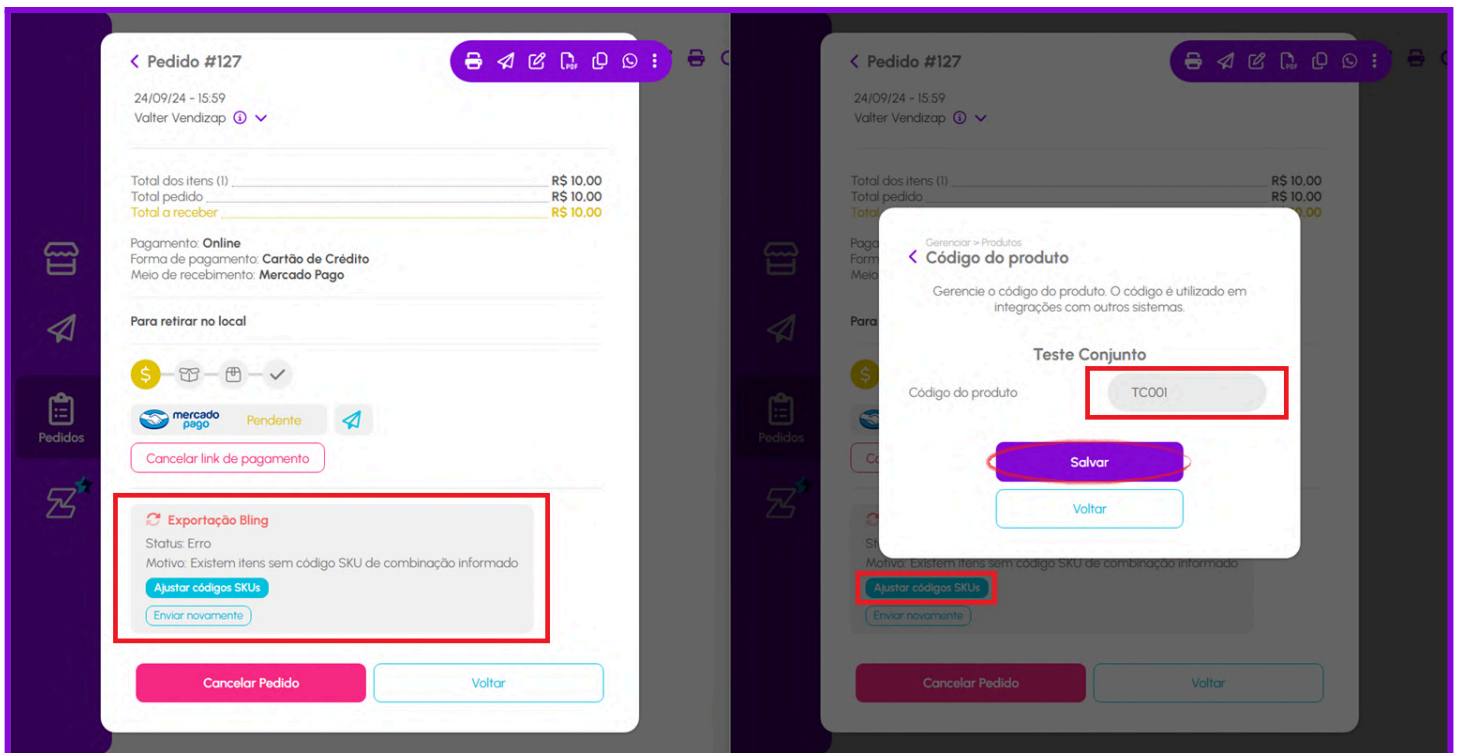 Pedido #127
24/09/24 - 15:59
Valter Vendizap
Total dos itens (1) R$ 10,00
Total pedido R$ 10,00
Total a receber R$ 10,00
Pagamento: Online
Forma de pagamento: Cartão de Crédito
Meio de recebimento: Mercado Pago
Para retirar no local
mercado pago Pendente
Cancelar link de pagamento
Pedidos
Exportação Bling
Status: Erro
Motivo: Existem itens sem código SKU de combinação informado
Ajustar códigos SKUs
Enviar novamente
Cancelar Pedido Voltar
Pedido #127
24/09/24 - 15:59
Valter Vendizap
Total dos itens (1) R$ 10,00
Total pedido R$ 10,00
Total
Gerenciar > Produtos
Código do produto
Gerencie o código do produto. O código é utilizado em
integrações com outros sistemas.
Para
Teste Conjunto
Código do produto TC001
Pedidos
Salvar
Voltar
Motivo: Existem itens sem código SKU de combinação informado
Ajustar códigos SKUs
Enviar novamente
Cancelar Pedido Voltar